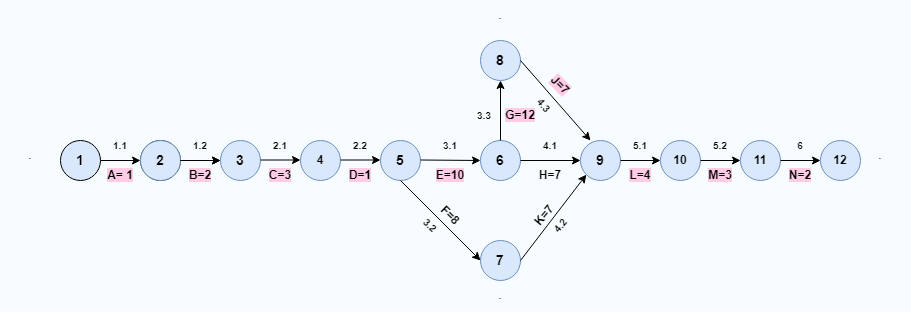 8
J=7
4.3
3.3
G=12
1
1.1
A= 1
2
1.2
B=2
3
2.1
C=3
4
2.2
D=1
5
3.1
E=10
6
4.1
H=7
9
5.1
L=4
10
5.2
M=3
11
6
N=2
12
F=8
3.2
K=7
4.2
7